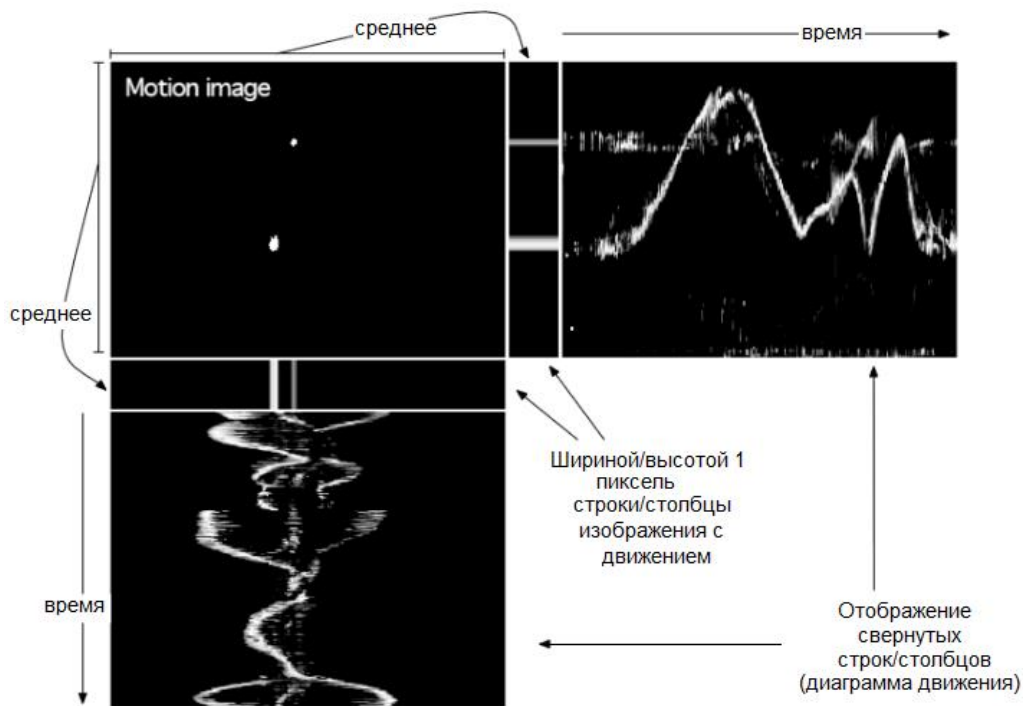 среднее
время
Motion image
среднее
Шириной/высотой 1
пиксель
строки/столбцы
изображения с
движением
время
Отображение
свернутых
строк/столбцов
(диаграмма движения)